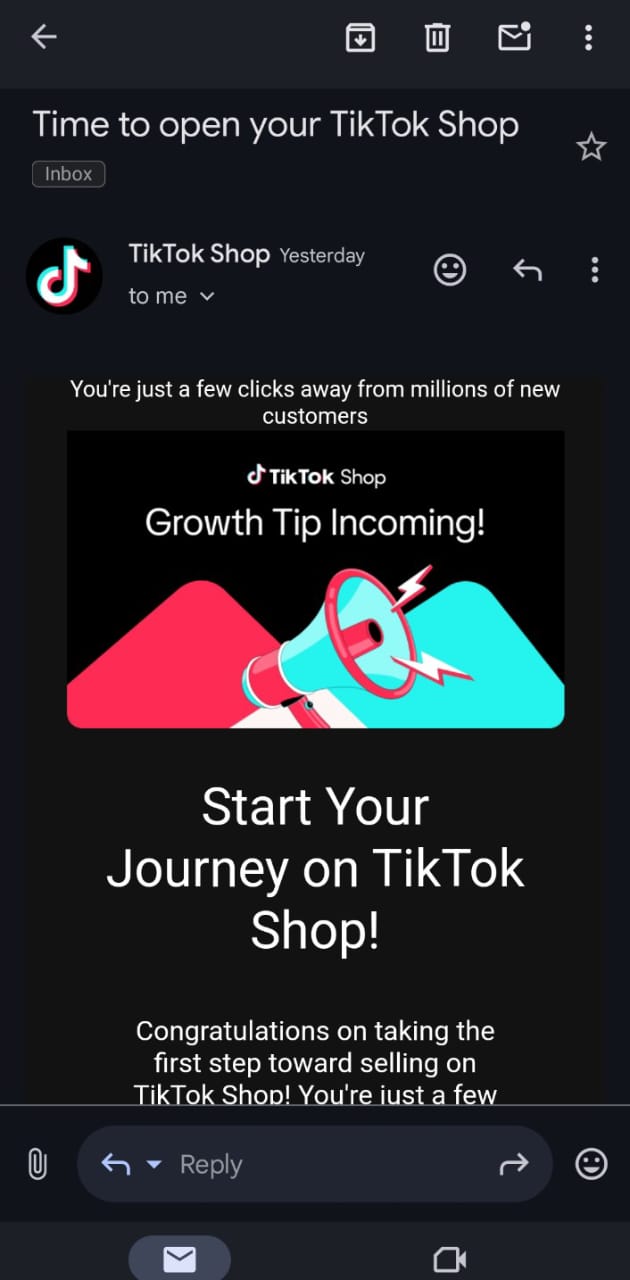 Time to open your TikTok Shop
Inbox
TikTok Shop Yesterday
to me
You're just a few clicks away from millions of new
customers
TikTok Shop
Growth Tip Incoming!
Start Your
Journey on TikTok
Shop!
Congratulations on taking the
first step toward selling on
TikTok Shop! You're just a few
Reply